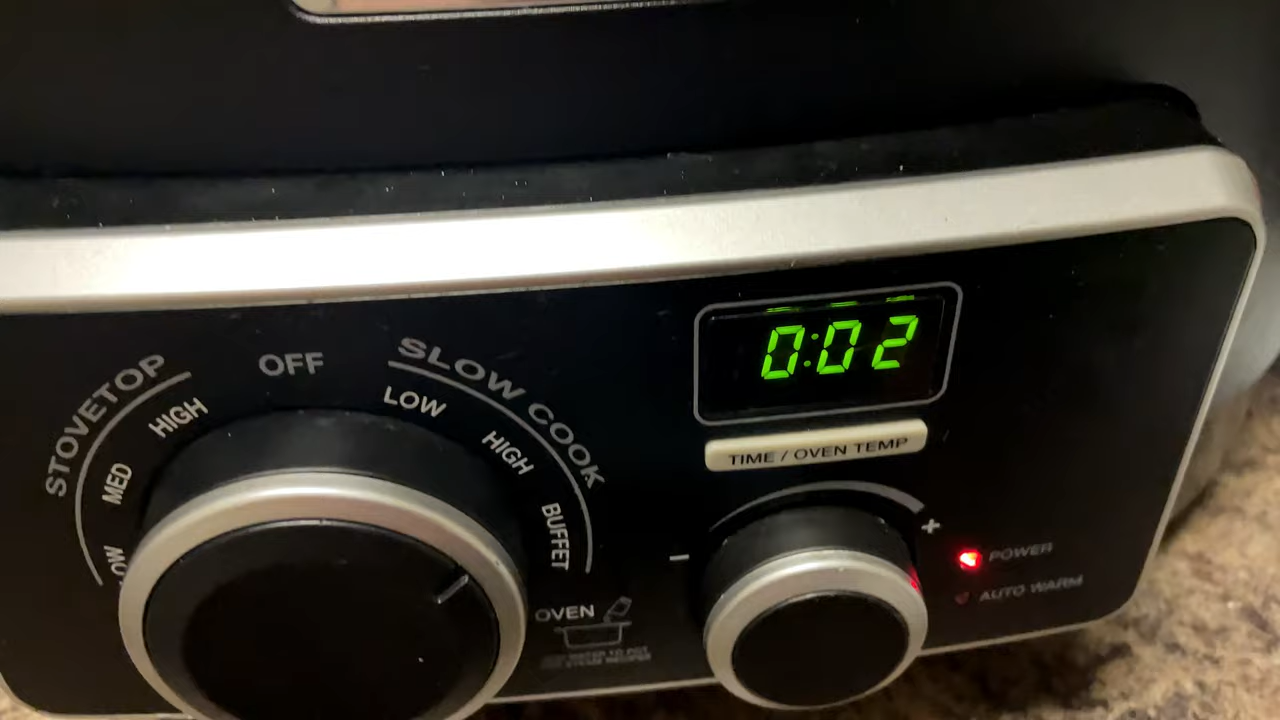 STOVETOP
HIGH
MED
OFF
SLOW COOK
LOW
HIGH
BUFFET
OVEN
0:02
TIME / OVEN TEMP
-
+
POWER
AUTO WARM